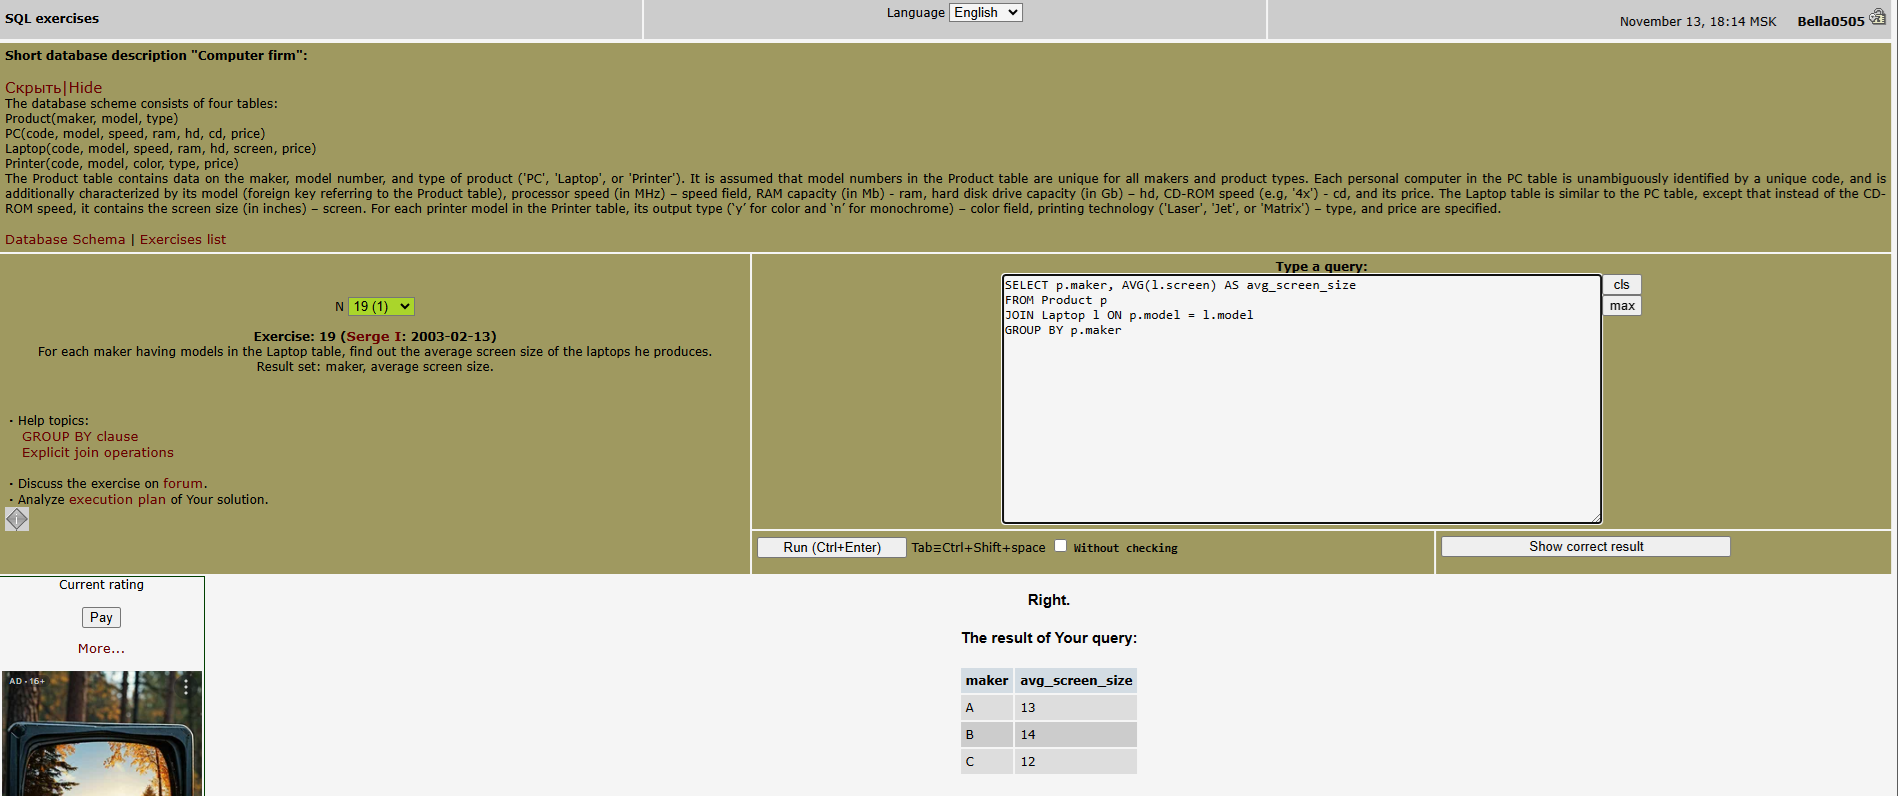 SQL exercises
Language English
November 13, 18:14 MSK Bella0505
Short database description "Computer firm":
Скрыть|Hide
The database scheme consists of four tables:
Product(maker, model, type)
PC(code, model, speed, ram, hd, cd, price)
Laptop(code, model, speed, ram, hd, screen, price)
Printer(code, model, color, type, price)
The Product table contains data on the maker, model number, and type of product ('PC', 'Laptop', or 'Printer'). It is assumed that model numbers in the Product table are unique for all makers and product types. Each personal computer in the PC table is unambiguously identified by a unique code, and is
additionally characterized by its model (foreign key referring to the Product table), processor speed (in MHz) – speed field, RAM capacity (in Mb) - ram, hard disk drive capacity (in Gb) – hd, CD-ROM speed (e.g, '4x') - cd, and its price. The Laptop table is similar to the PC table, except that instead of the CD-
ROM speed, it contains the screen size (in inches) – screen. For each printer model in the Printer table, its output type (‘y’ for color and ‘n’ for monochrome) – color field, printing technology ('Laser', 'Jet', or 'Matrix') – type, and price are specified.
Database Schema | Exercises list
N 19 (1)
Exercise: 19 (Serge I: 2003-02-13)
For each maker having models in the Laptop table, find out the average screen size of the laptops he produces.
Result set: maker, average screen size.
· Help topics:
GROUP BY clause
Explicit join operations
· Discuss the exercise on forum.
· Analyze execution plan of Your solution.
Type a query:
SELECT p.maker, AVG(l.screen) AS avg_screen_size
FROM Product p
JOIN Laptop l ON p.model = l.model
GROUP BY p.maker
cls
max
Run (Ctrl+Enter) Tab≡Ctrl+Shift+space Without checking
Show correct result
Current rating
Pay
More...
AD · 16+
Right.
The result of Your query:
maker avg_screen_size
A 13
B 14
C 12